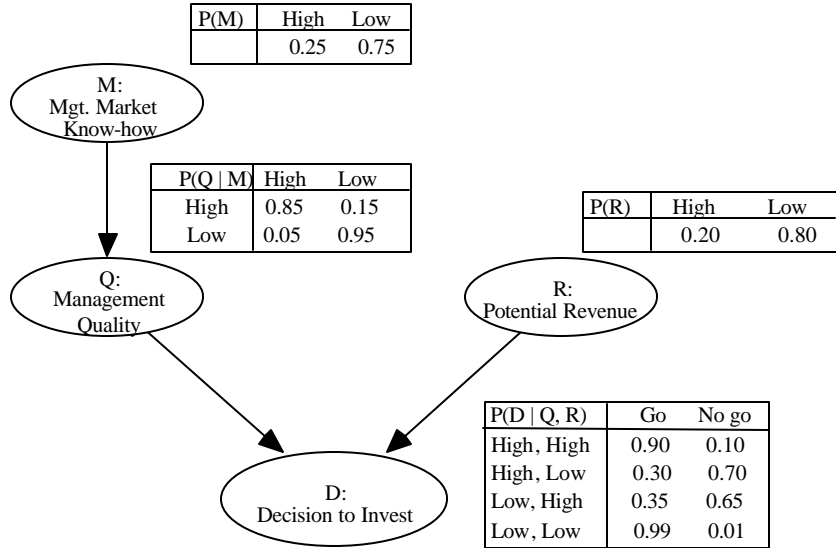 P(M) High Low
0.25 0.75
M:
Mgt. Market
Know-how
P(Q | M) High Low
High 0.85 0.15
Low 0.05 0.95
P(R) High Low
0.20 0.80
Q:
Management
Quality
R:
Potential Revenue
P(D | Q, R) Go No go
High, High 0.90 0.10
High, Low 0.30 0.70
Low, High 0.35 0.65
Low, Low 0.99 0.01
D:
Decision to Invest